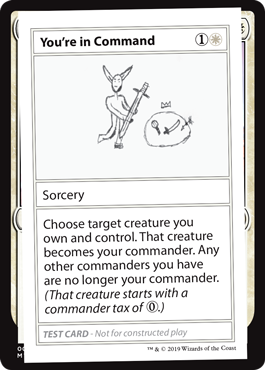 You're in Command 1
Sorcery
Choose target creature you
own and control. That creature
becomes your commander. Any
other commanders you have
are no longer your commander.
(That creature starts with a
commander tax of 0.)
TEST CARD - Not for constructed play
™ & © 2019 Wizards of the Coast